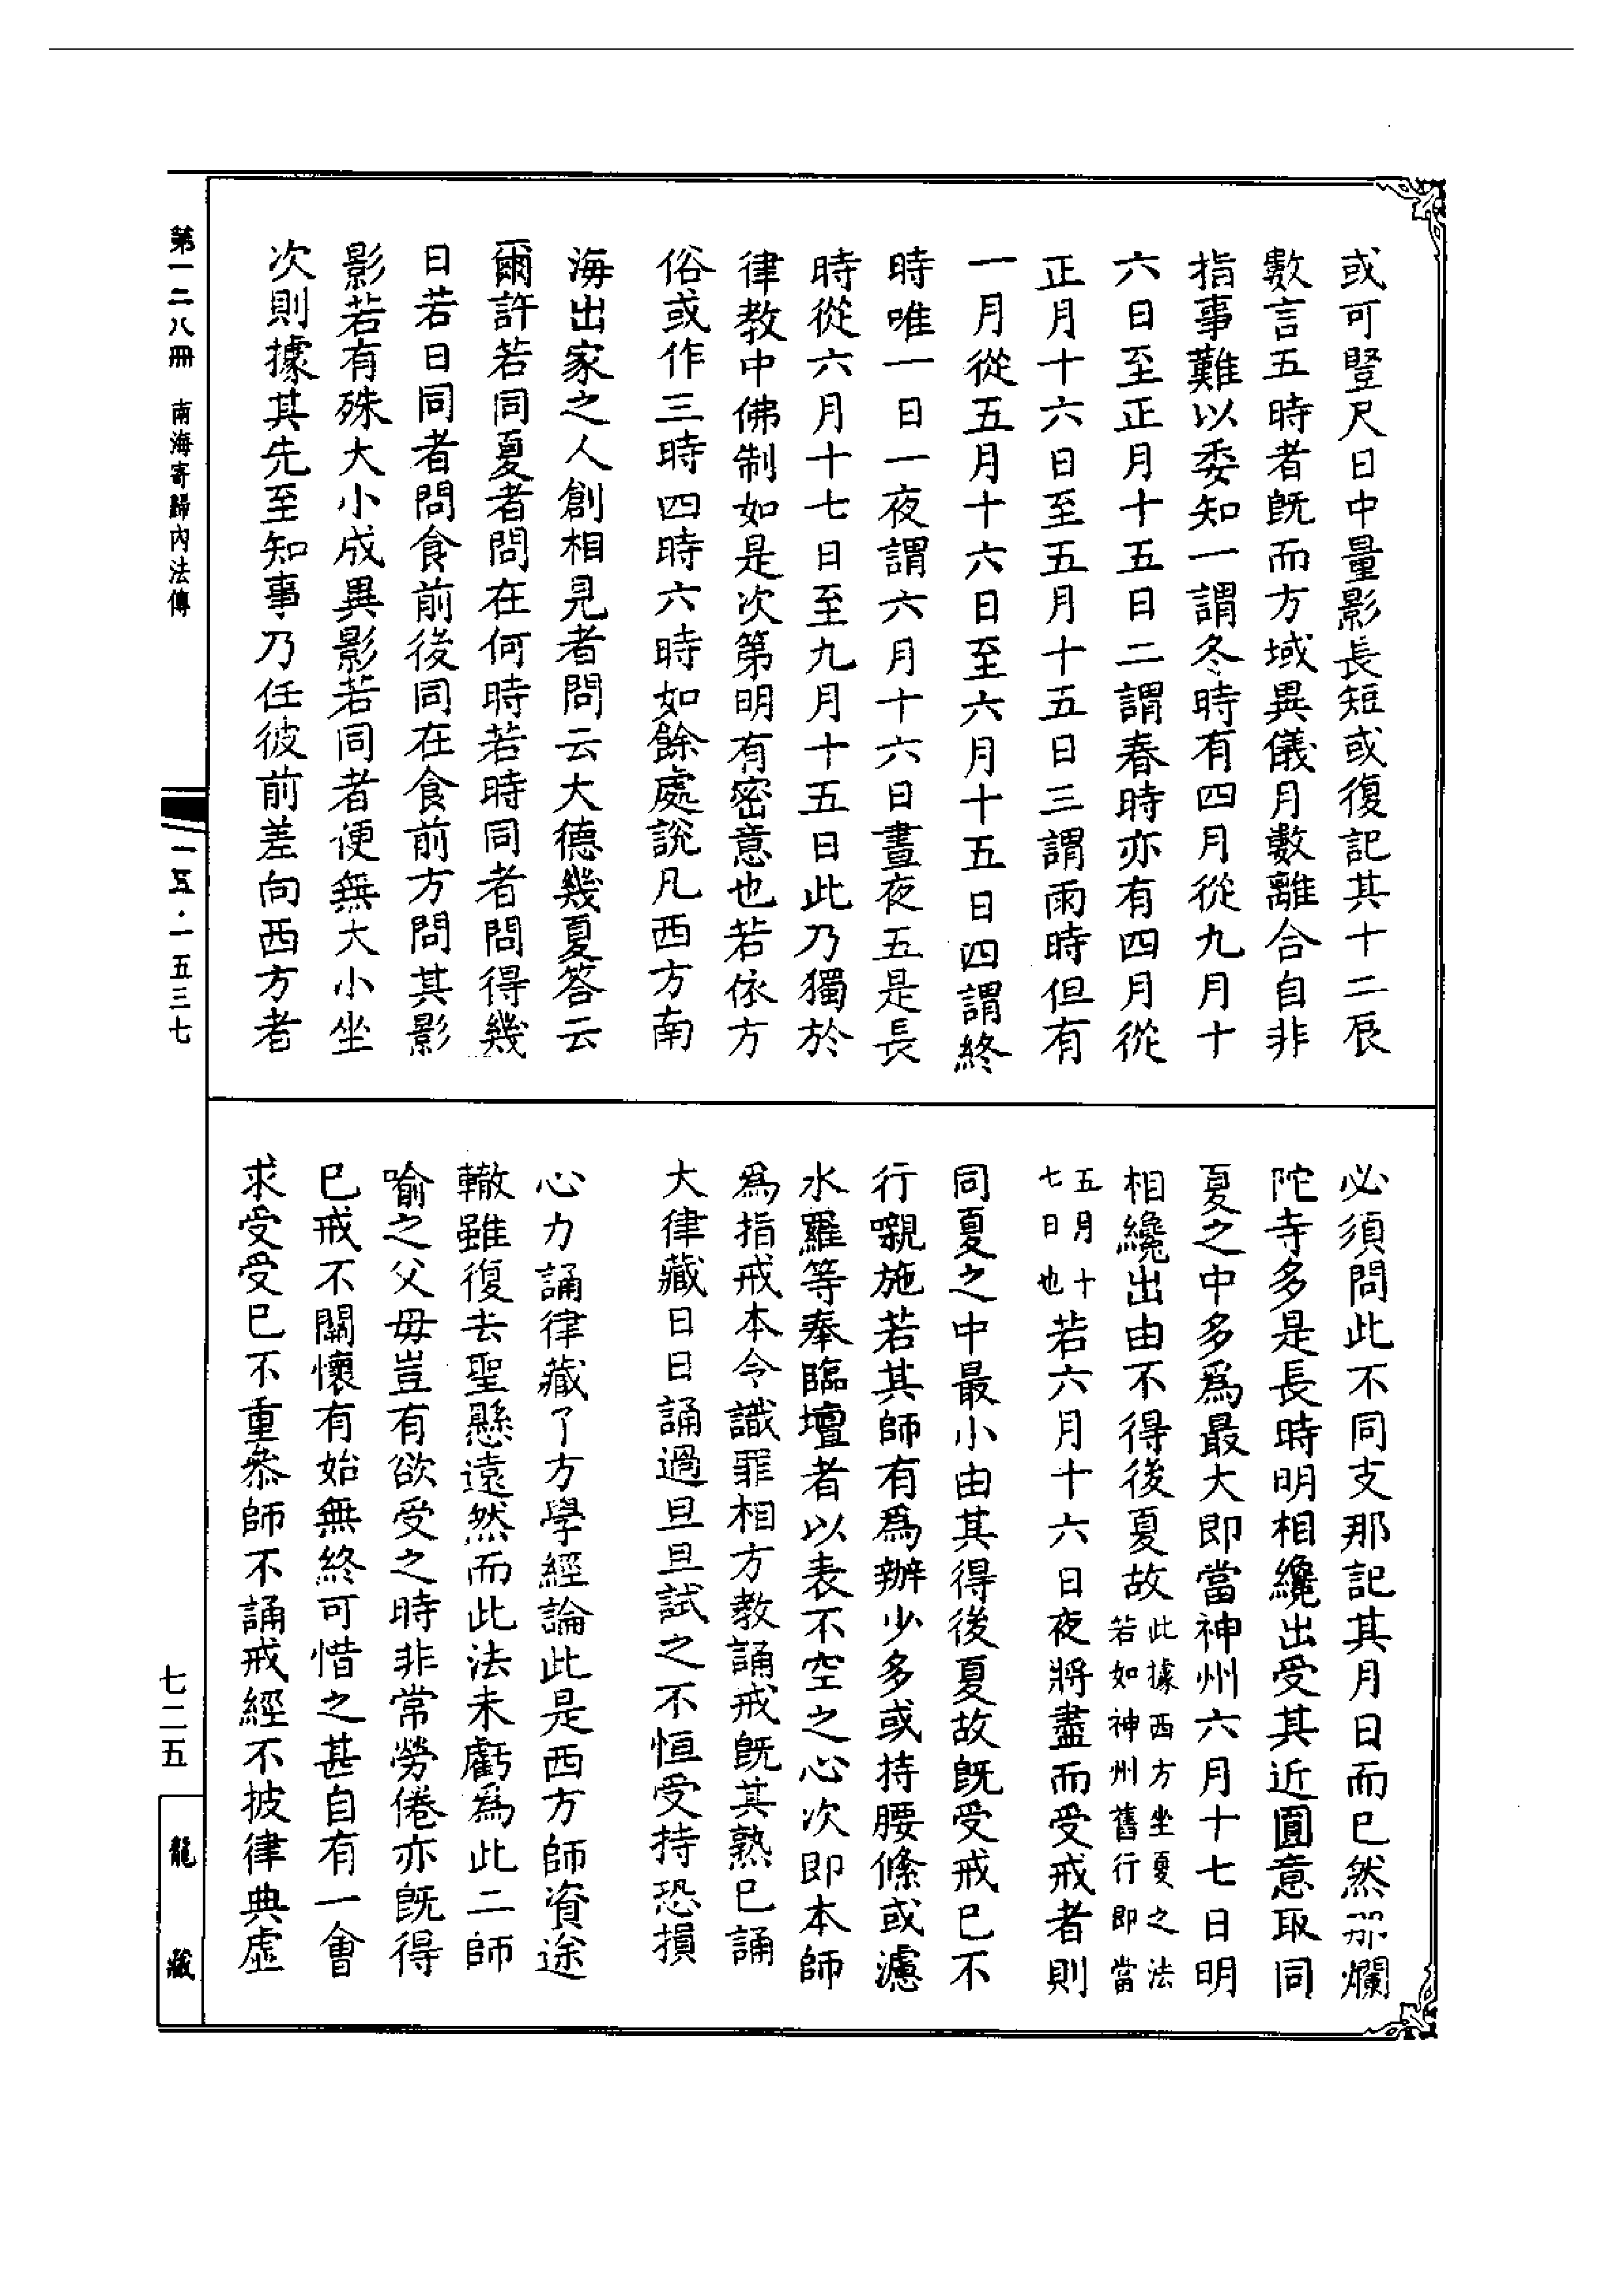 或可豎尺日中量影長短或復記其十二辰
數言五時者旣而方域異儀月數離合自非
指事難以委知一謂冬時有四月從九月十
六日至正月十五日二謂春時亦有四月從
正月十六日至五月十五日三謂雨時但有
一月從五月十六日至六月十五日四謂終
時唯一日一夜謂六月十六日晝夜五是長
時從六月十七日至九月十五日此乃獨於
律教中佛制如是次第明有密意也若依方
俗或作三時四時六時如餘處說凡西方南
海出家之人創相見者問云大德幾夏答云
爾許若同夏者問在何時若時同者問得幾
日若日同者問食前後同在食前方問其影
影若有殊大小成異影若同者便無大小坐
次則據其先至知事乃任彼前差向西方者
必須問此不同支那記其月日而已然那爛
陀寺多是長時明相纔出受其近圓意取同
夏之中多爲最大即當神州六月十七日明
相纔出由不得後夏故此據西方坐夏之法若如神州舊行即當
五月十七日也若六月十六日夜將盡而受戒者則
同夏之中最小由其得後夏故旣受戒已不
行嚫施若其師有爲辦少多或持腰絛或濾
水羅等奉臨壇者以表不空之心次即本師
爲指戒本令識罪相方教誦戒旣其熟已誦
大律藏日日誦過旦旦試之不恒受持恐損
心力誦律藏了方學經論此是西方師資途
轍雖復去聖懸遠然而此法未虧爲此二師
喻之父母豈有欲受之時非常勞倦亦旣得
已戒不關懷有始無終可惜之甚自有一會
求受受已不重叅師不誦戒經不披律典虛
第一二八冊 南海寄歸內法傳
一五·一五三七
七二五
龍藏